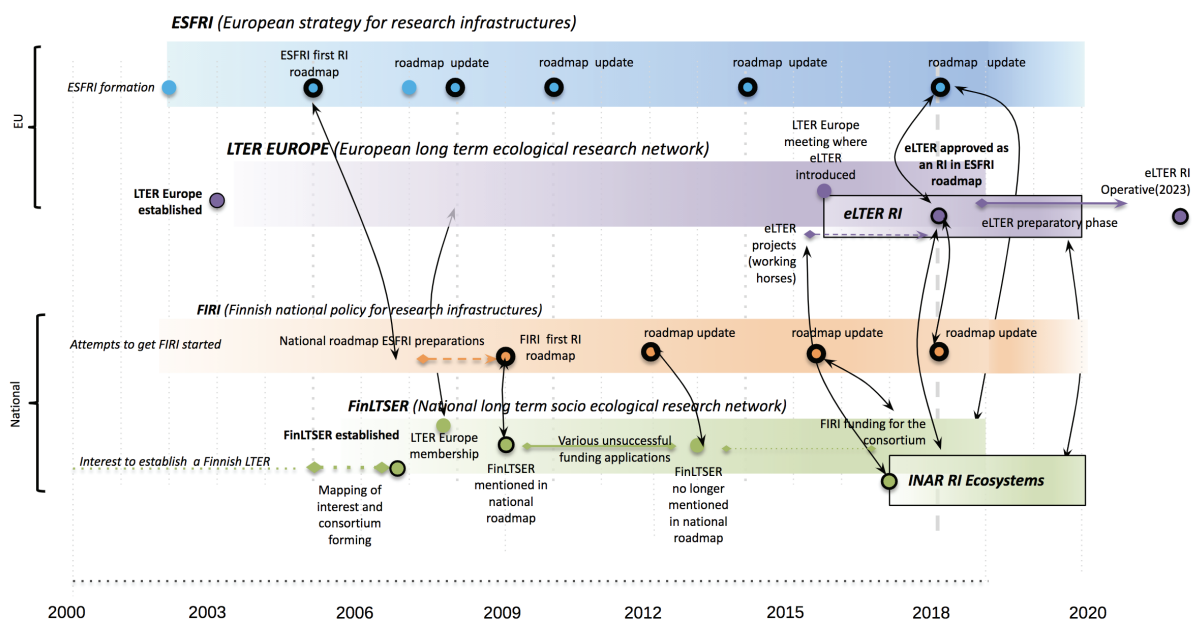 ESFRI (European strategy for research infrastructures)
ESFRI first RI
roadmap
roadmap update
roadmap update
roadmap update
roadmap update
ESFRI formation
EU
LTER Europe
meeting where
eLTER
introduced
LTER EUROPE (European long term ecological research network)
eLTER approved as
an RI in ESFRI
roadmap
eLTER RI
Operative(2023)
LTER Europe
established
eLTER RI
eLTER preparatory phase
eLTER
projects
(working
horses)
FIRI (Finnish national policy for research infrastructures)
Attempts to get FIRI started
National roadmap ESFRI preparations
FIRI first RI
roadmap
roadmap update
roadmap update
roadmap update
National
FinLTSER (National long term socio ecological research network)
FinLTSER established
LTER Europe
membership
Various unsuccessful
funding applications
FIRI funding for the
consortium
Interest to establish a Finnish LTER
FinLTSER
mentioned in
national
roadmap
FinLTSER
no longer
mentioned
in national
roadmap
INAR RI Ecosystems
Mapping of
interest and
consortium
forming
2000
2003
2006
2009
2012
2015
2018
2020